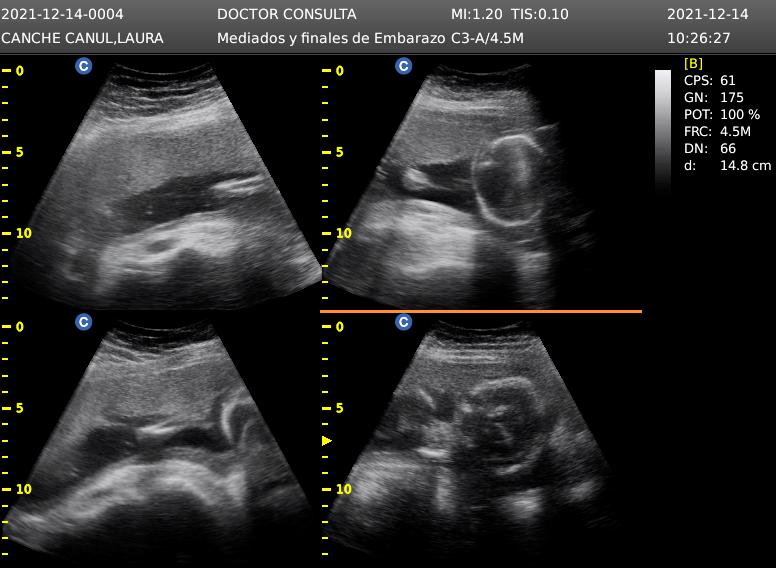 2021-12-14-0004 DOCTOR CONSULTA MI:1.20 TIS:0.10 2021-12-14
CANCHE CANUL,LAURA Mediados y finales de Embarazo C3-A/4.5M 10:26:27
[B]
CPS: 61
GN: 175
POT: 100 %
FRC: 4.5M
DN: 66
d: 14.8 cm
C
0
5
10
C
0
5
10
C
0
5
10
C
0
5
10